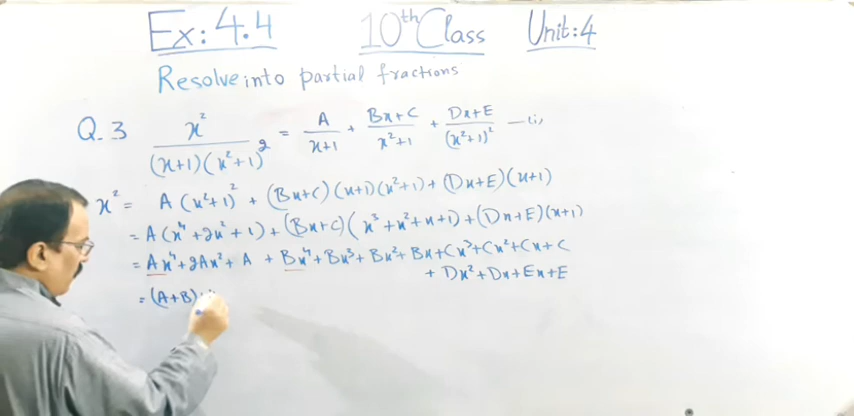 Ex: 4.4 10th Class Unit: 4
Resolve into partial fractions
Q. 3 x² / (x+1)(x²+1)² = A / x+1 + Bx+C / x²+1 + Dx+E / (x²+1)² — (i)
x² = A(x²+1)² + (Bx+C)(x+1)(x²+1) + (Dx+E)(x+1)
= A(x⁴+2x²+1) + (Bx+C)(x³+x²+x+1) + (Dx+E)(x+1)
= Ax⁴+2Ax²+A + Bx⁴+Bx³+Bx²+Bx+Cx³+Cx²+Cx+C
+ Dx²+Dx+Ex+E
= (A+B)